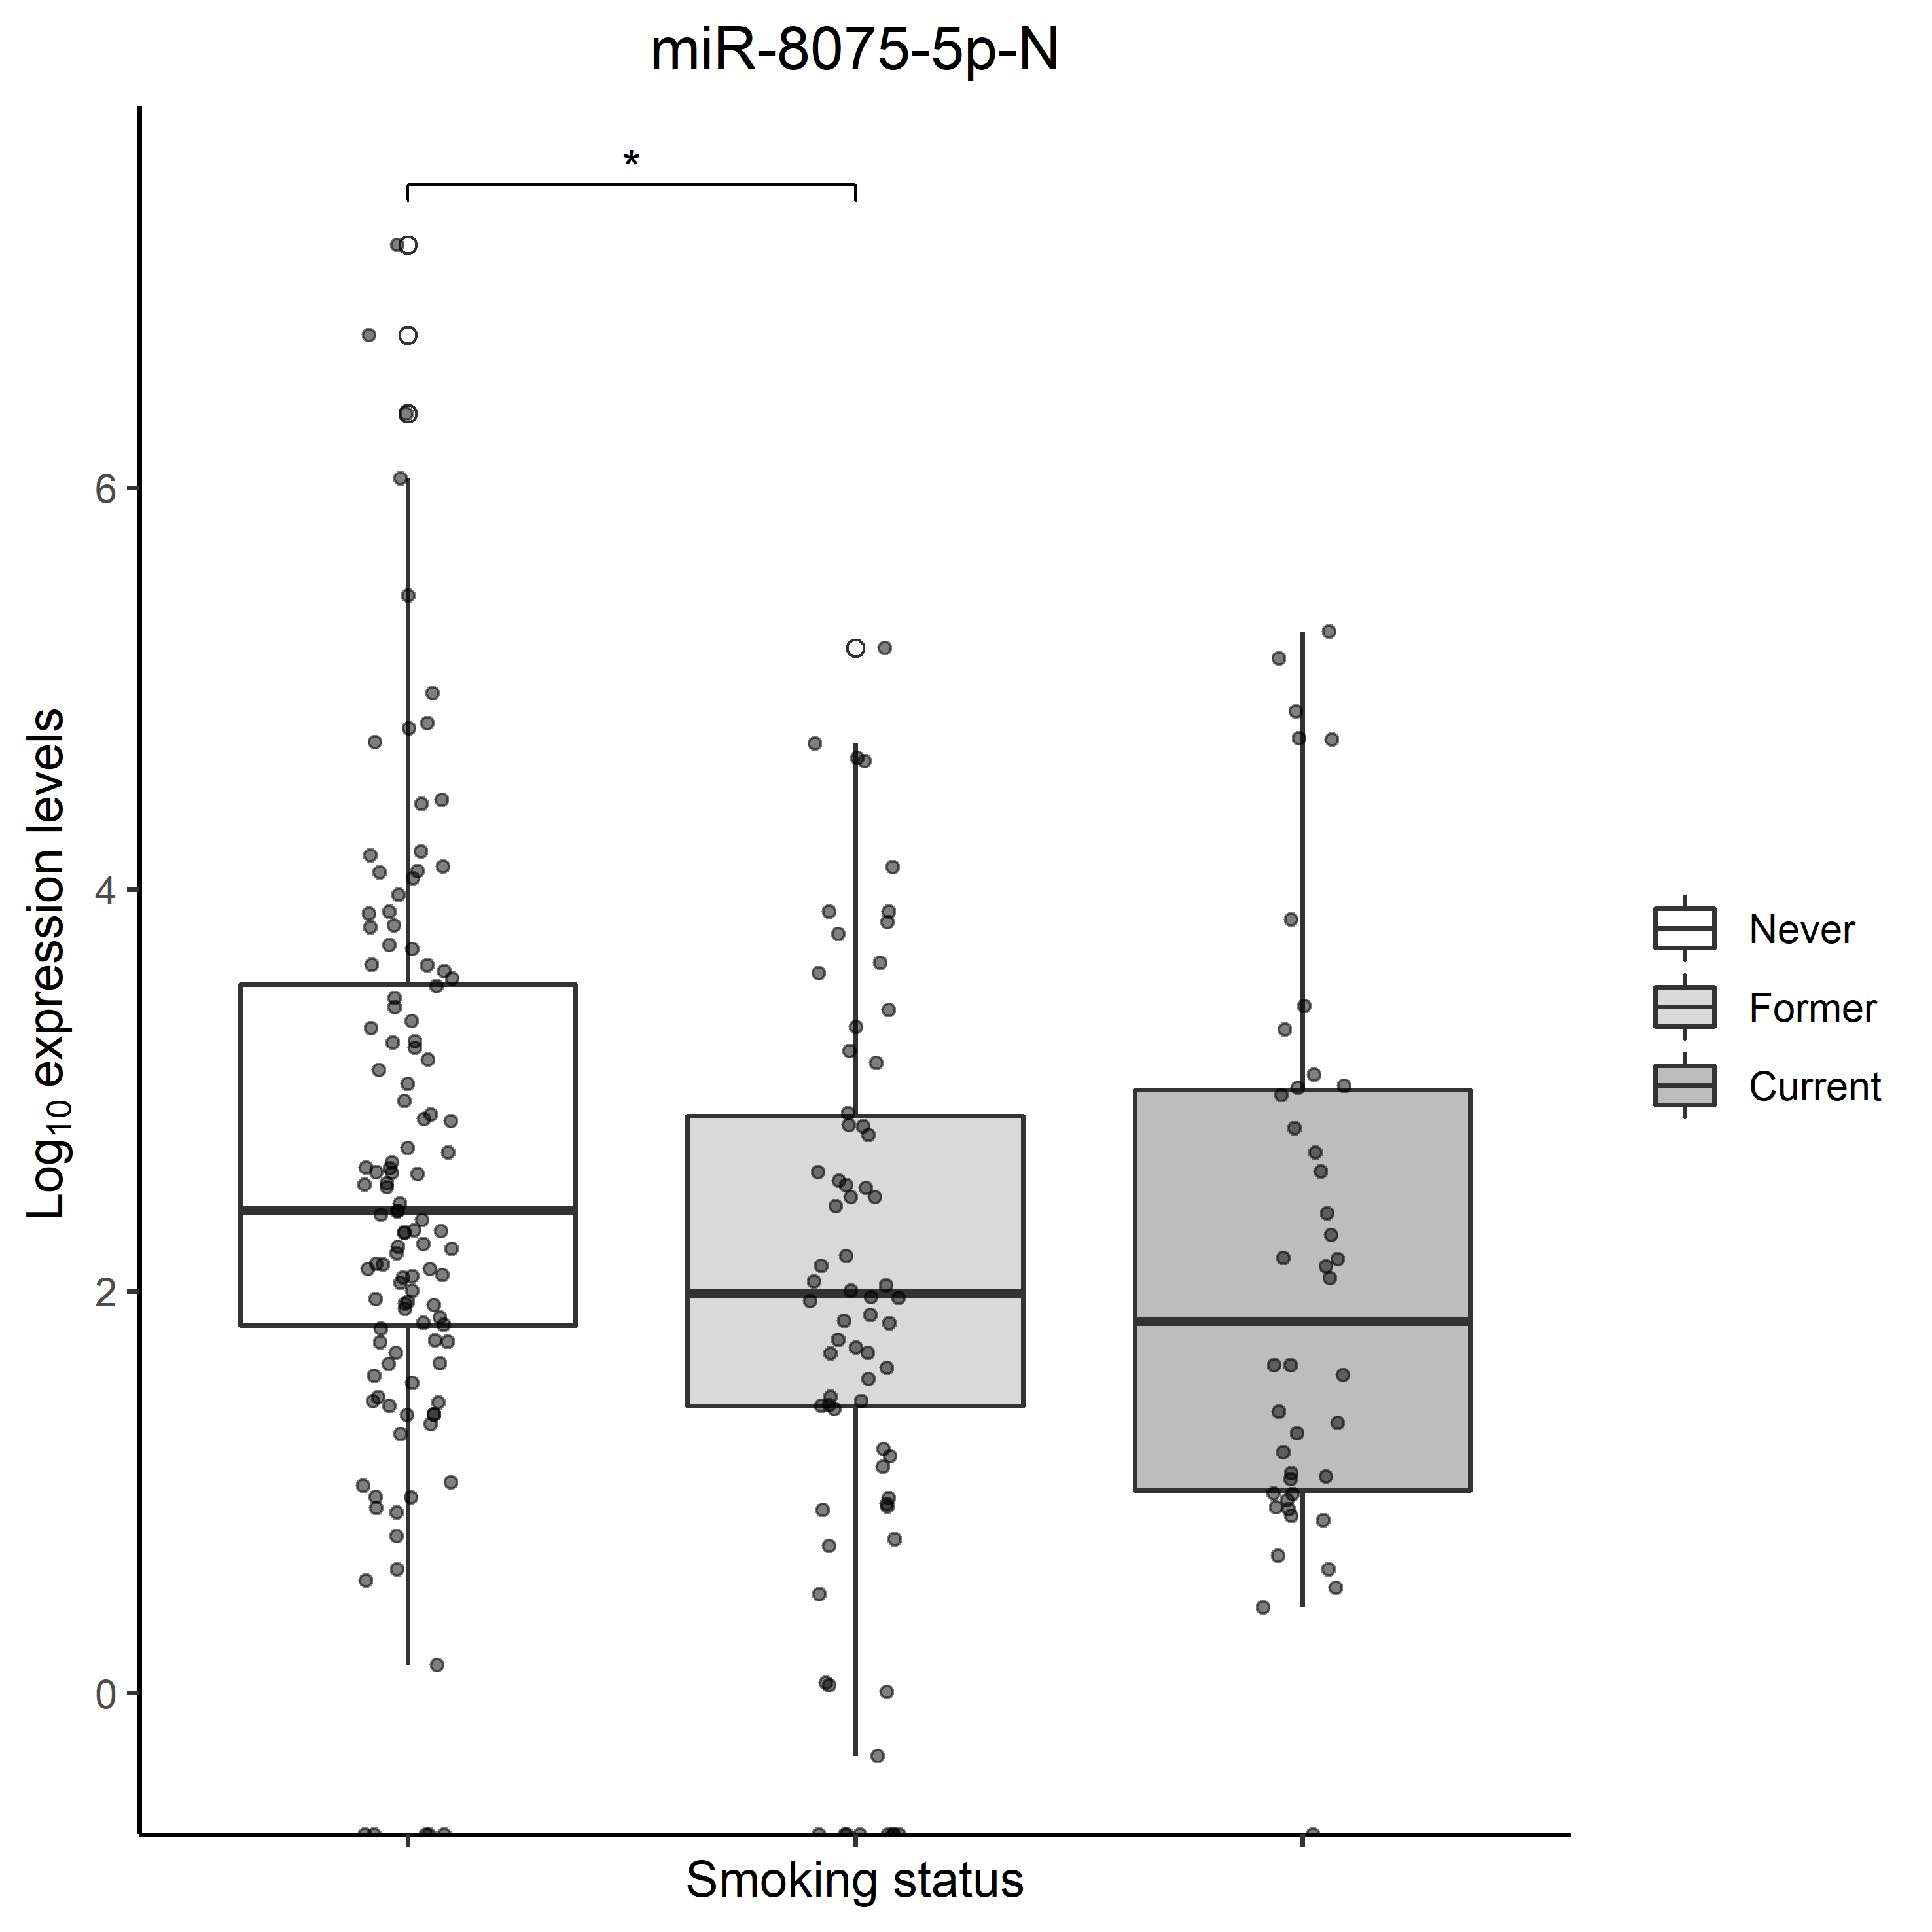 miR-8075-5p-N
*
6
4
2
0
Log10 expression levels
Smoking status
Never
Former
Current